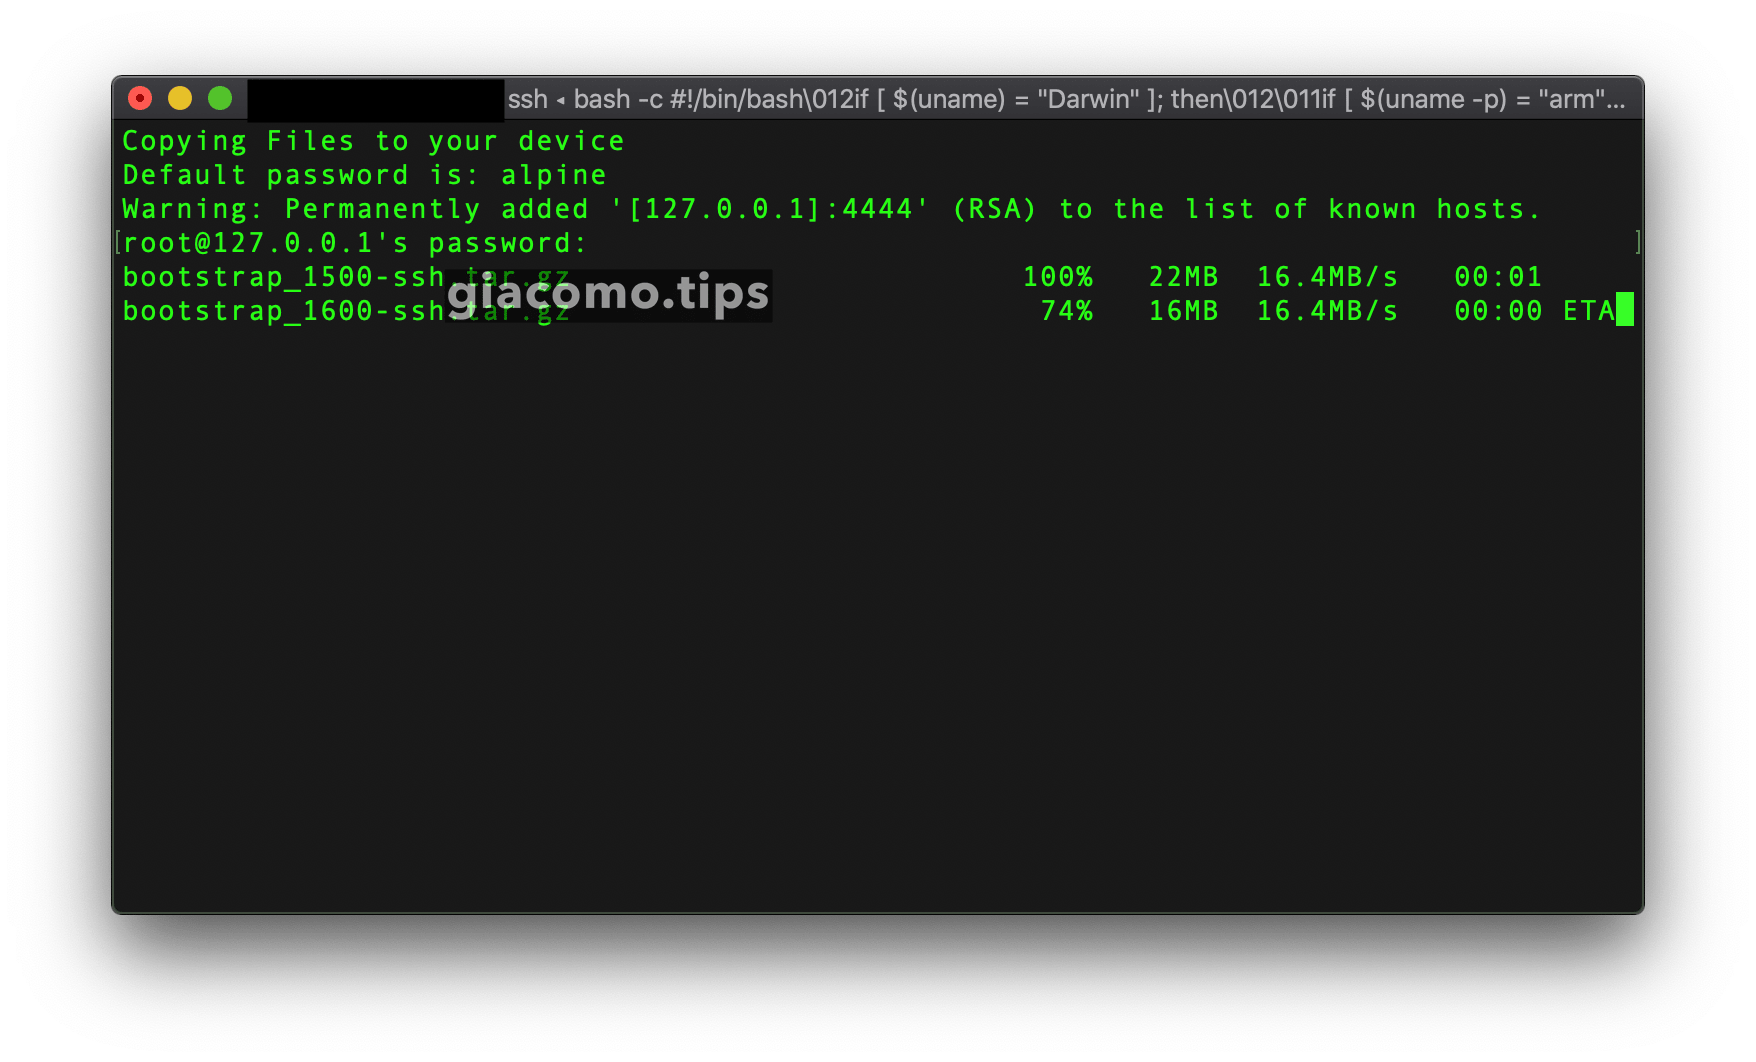 ssh ◂ bash -c #!/bin/bash\012if [ $(uname) = "Darwin" ]; then\012\011if [ $(uname -p) = "arm"...
Copying Files to your device
Default password is: alpine
Warning: Permanently added '[127.0.0.1]:4444' (RSA) to the list of known hosts.
[root@127.0.0.1's password: ]
bootstrap_1500-ssh.tar.gz 100% 22MB 16.4MB/s 00:01
giacomo.tips
bootstrap_1600-ssh.tar.gz 74% 16MB 16.4MB/s 00:00 ETA